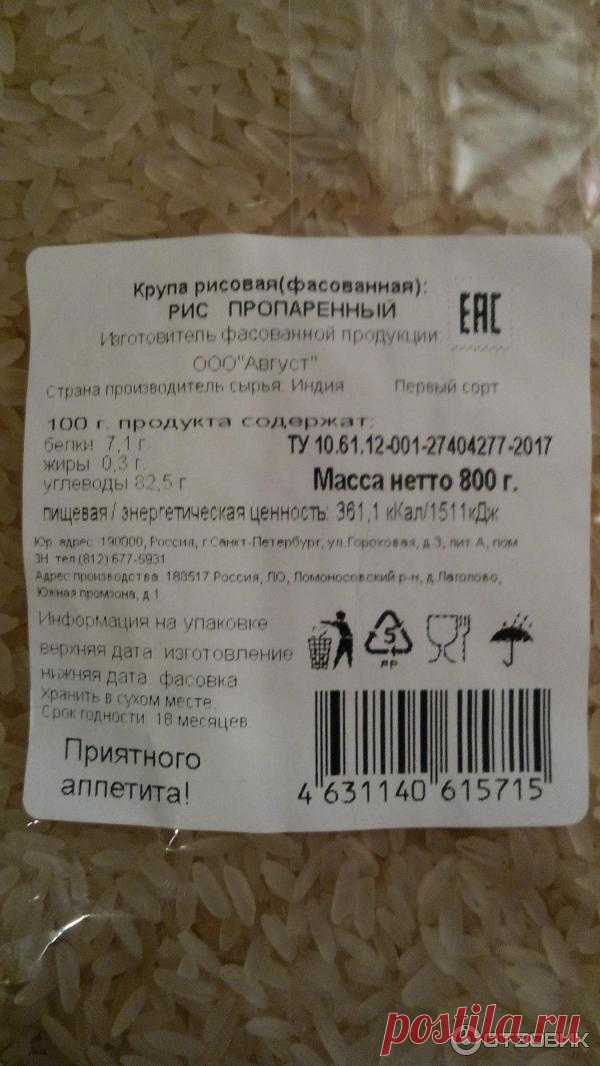 Крупа рисовая(фасованная):
РИС ПРОПАРЕННЫЙ
EAC
Изготовитель фасованной продукции:
ООО"Август"
Страна производитель сырья: Индия Первый сорт
100 г. продукта содержат:
белки 7,1 г.
жиры 0,3 г.
углеводы 82,5 г
ТУ 10.61.12-001-27404277-2017
Масса нетто 800 г.
пищевая / энергетическая ценность: 361,1 кКал/1511кДж
Юр. адрес: 190000, Россия, г.Санкт-Петербург, ул.Гороховая, д.3, лит А, пом
3Н тел.(812) 677-5931
Адрес производства: 188517 Россия, ЛО, Ломоносовский р-н, д.Лаголово,
Южная промзона, д.1
Информация на упаковке
верхняя дата: изготовление
нижняя дата: фасовка
Хранить в сухом месте.
Срок годности: 18 месяцев
5
PP
Приятного
аппетита!
4 631140 615715
postila.ru
ОТЗОВИК